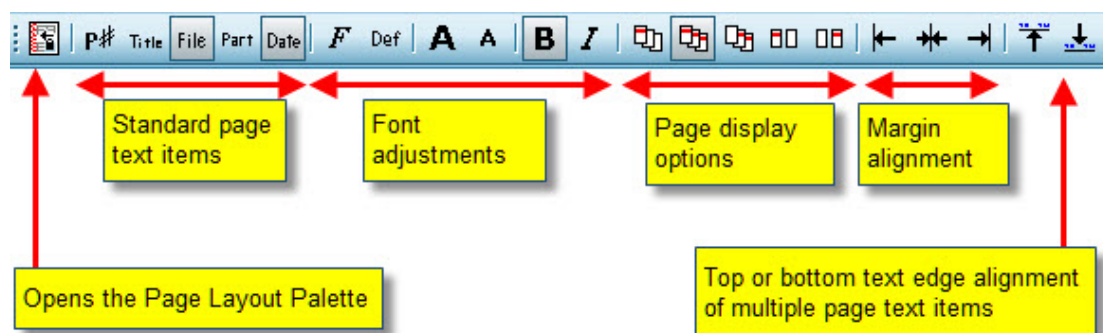 P# Title File Part Date F Def A A B I
Standard page
text items
Font
adjustments
Page display
options
Margin
alignment
Opens the Page Layout Palette
Top or bottom text edge alignment
of multiple page text items